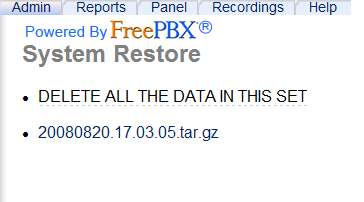 Admin Reports Panel Recordings Help
Powered By FreePBX®
System Restore
DELETE ALL THE DATA IN THIS SET
20080820.17.03.05.tar.gz